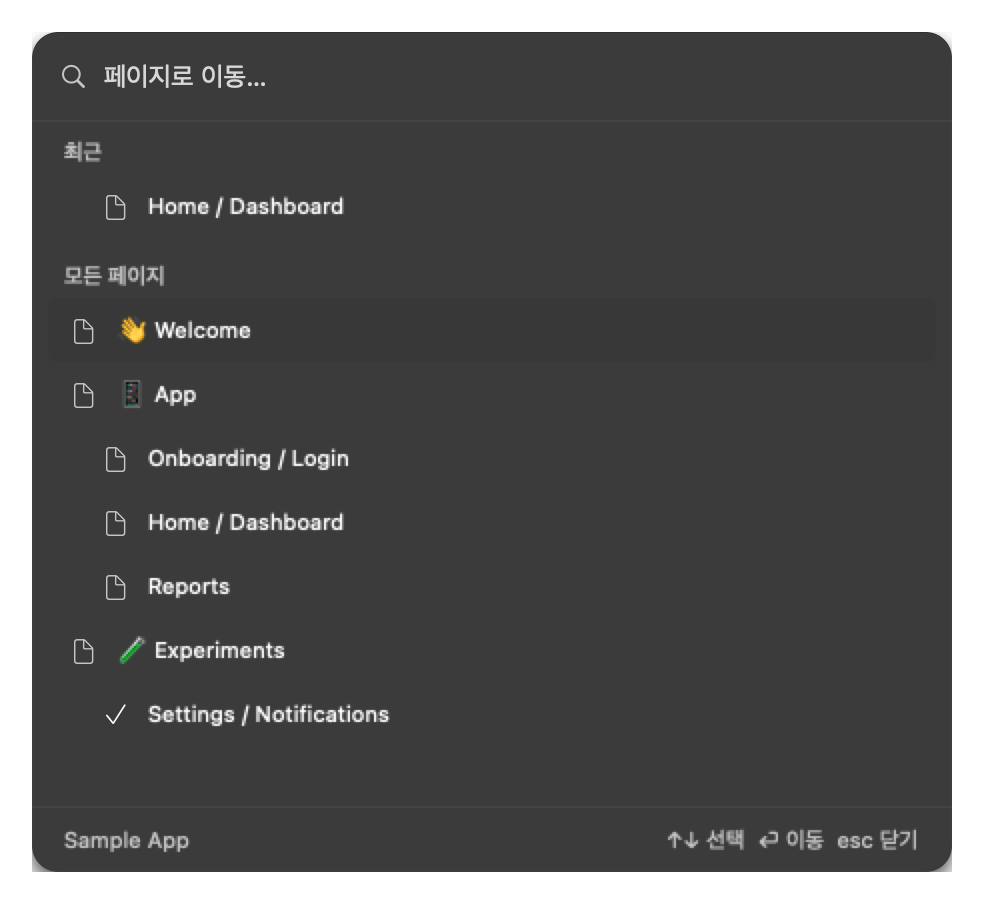 페이지로 이동...
최근
Home / Dashboard
모든 페이지
👋 Welcome
📱 App
Onboarding / Login
Home / Dashboard
Reports
🧪 Experiments
Settings / Notifications
Sample App
↑↓ 선택 ↩ 이동 esc 닫기